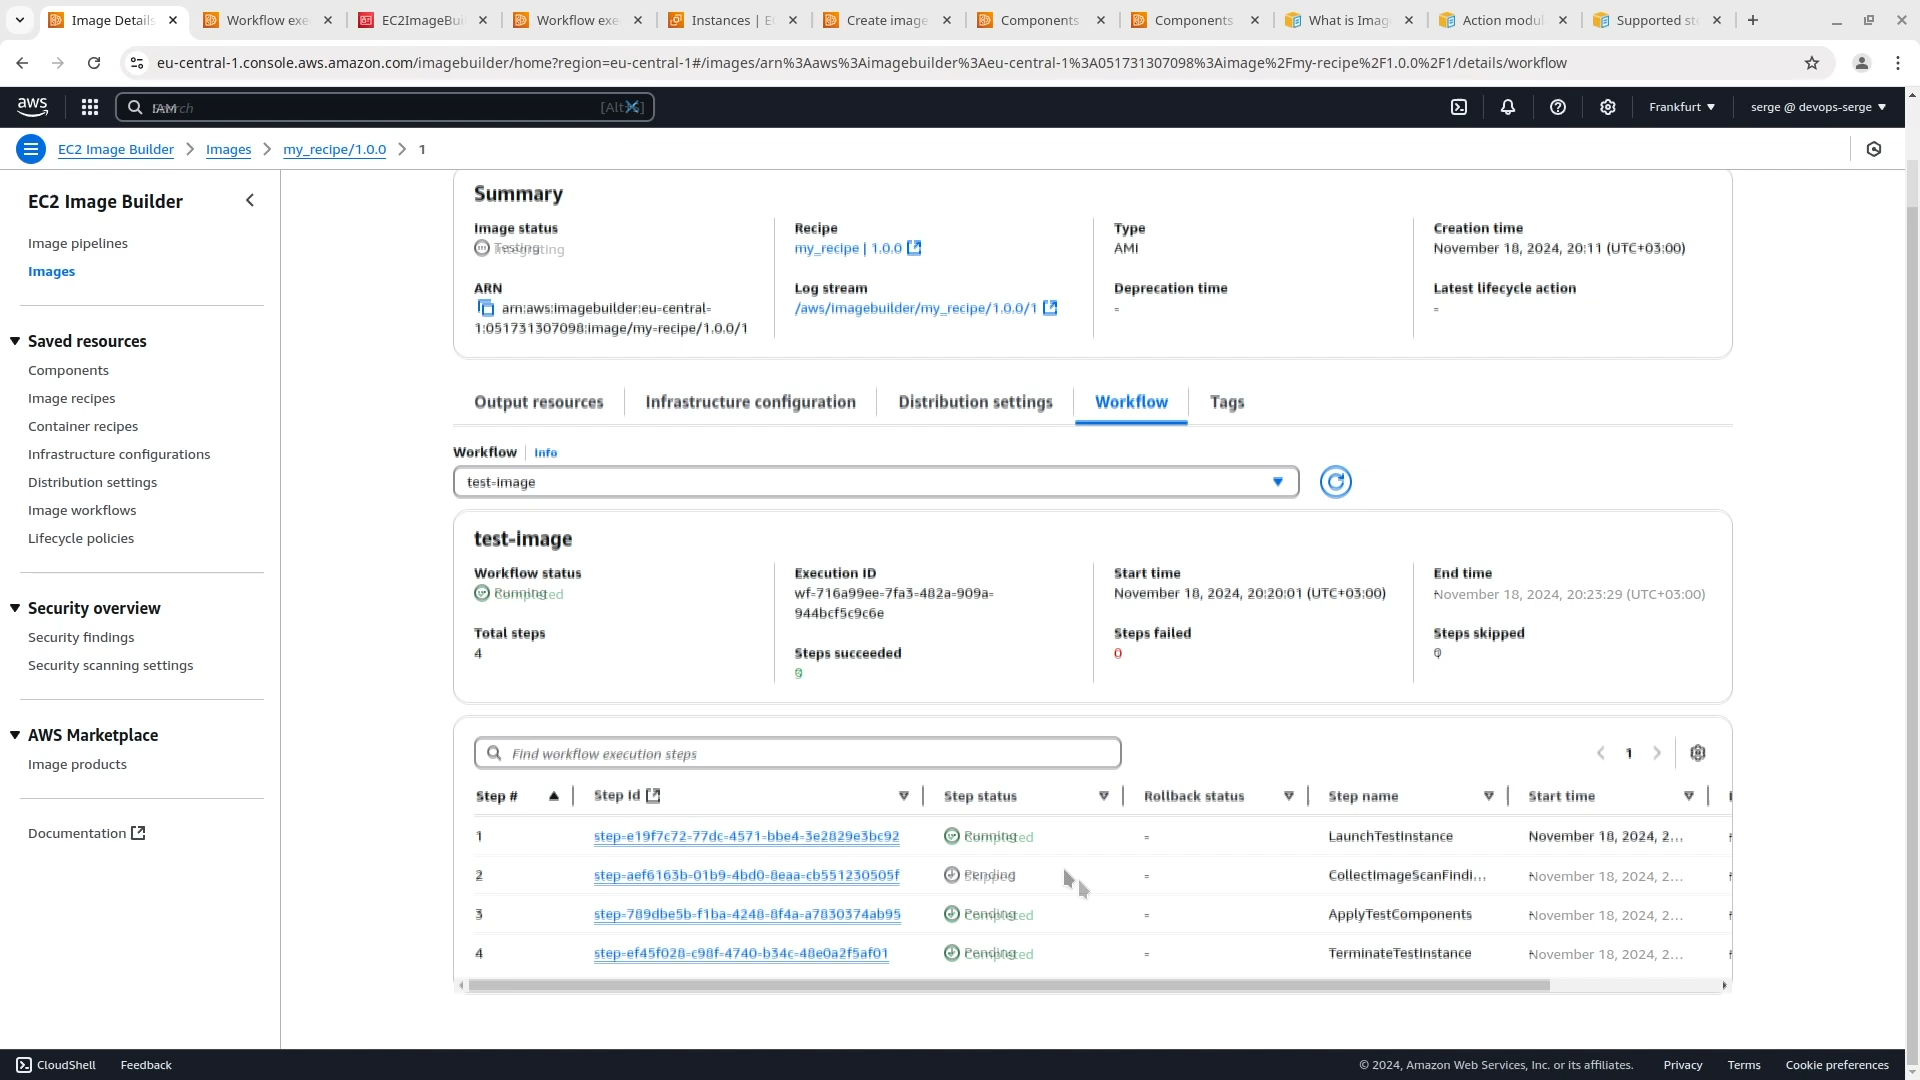 Image Details
Workflow exe
EC2ImageBui
Workflow exe
Instances | E
Create image
Components
Components
What is Imag
Action modu
Supported st
eu-central-1.console.aws.amazon.com/imagebuilder/home?region=eu-central-1#/images/arn%3Aaws%3Aimagebuilder%3Aeu-central-1%3A051731307098%3Aimage%2Fmy-recipe%2F1.0.0%2F1/details/workflow
aws
Frankfurt
serge @ devops-serge
EC2 Image Builder
Images
my_recipe/1.0.0
1
EC2 Image Builder
Image pipelines
Images
Saved resources
Components
Image recipes
Container recipes
Infrastructure configurations
Distribution settings
Image workflows
Lifecycle policies
Security overview
Security findings
Security scanning settings
AWS Marketplace
Image products
Documentation
Summary
Image status
Testing
Integrating
Recipe
my_recipe | 1.0.0
Type
AMI
Creation time
November 18, 2024, 20:11 (UTC+03:00)
ARN
arn:aws:imagebuilder:eu-central-
1:051731307098:image/my-recipe/1.0.0/1
Log stream
/aws/imagebuilder/my_recipe/1.0.0/1
Deprecation time
-
Latest lifecycle action
-
Output resources
Infrastructure configuration
Distribution settings
Workflow
Tags
Workflow
Info
test-image
test-image
Workflow status
Running
Completed
Execution ID
wf-716a99ee-7fa3-482a-909a-
944bcf5c9c6e
Start time
November 18, 2024, 20:20:01 (UTC+03:00)
End time
November 18, 2024, 20:23:29 (UTC+03:00)
Total steps
4
Steps succeeded
Steps failed
0
Steps skipped
Find workflow execution steps
1
Step #
Step Id
Step status
Rollback status
Step name
Start time
1
step-e19f7c72-77dc-4571-bbe4-3e2829e3bc92
Running
Completed
-
LaunchTestInstance
November 18, 2024, 2...
2
step-aef6163b-01b9-4bd0-8eaa-cb551230505f
Pending
Skipped
-
CollectImageScanFindi...
November 18, 2024, 2...
3
step-789dbe5b-f1ba-4248-8f4a-a7830374ab95
Pending
Completed
-
ApplyTestComponents
November 18, 2024, 2...
4
step-ef45f028-c98f-4740-b34c-48e0a2f5af01
Pending
Completed
-
TerminateTestInstance
November 18, 2024, 2...
CloudShell
Feedback
© 2024, Amazon Web Services, Inc. or its affiliates.
Privacy
Terms
Cookie preferences